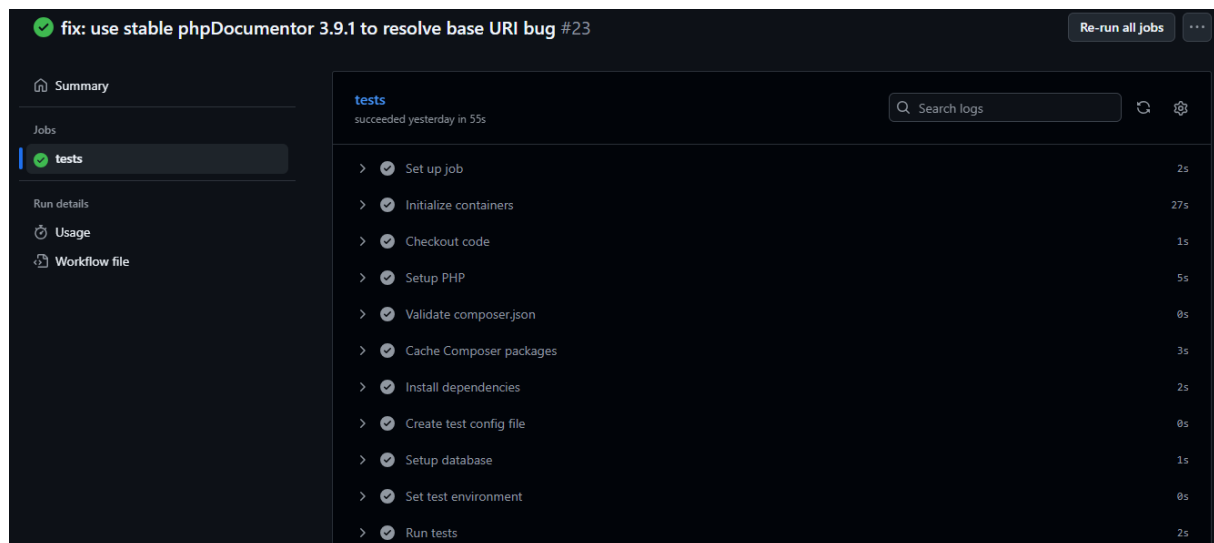 fix: use stable phpDocumentor 3.9.1 to resolve base URI bug #23
Re-run all jobs
Summary
Jobs
tests
Run details
Usage
Workflow file
tests
succeeded yesterday in 55s
Search logs
Set up job 2s
Initialize containers 27s
Checkout code 1s
Setup PHP 5s
Validate composer.json 0s
Cache Composer packages 3s
Install dependencies 2s
Create test config file 0s
Setup database 1s
Set test environment 0s
Run tests 2s